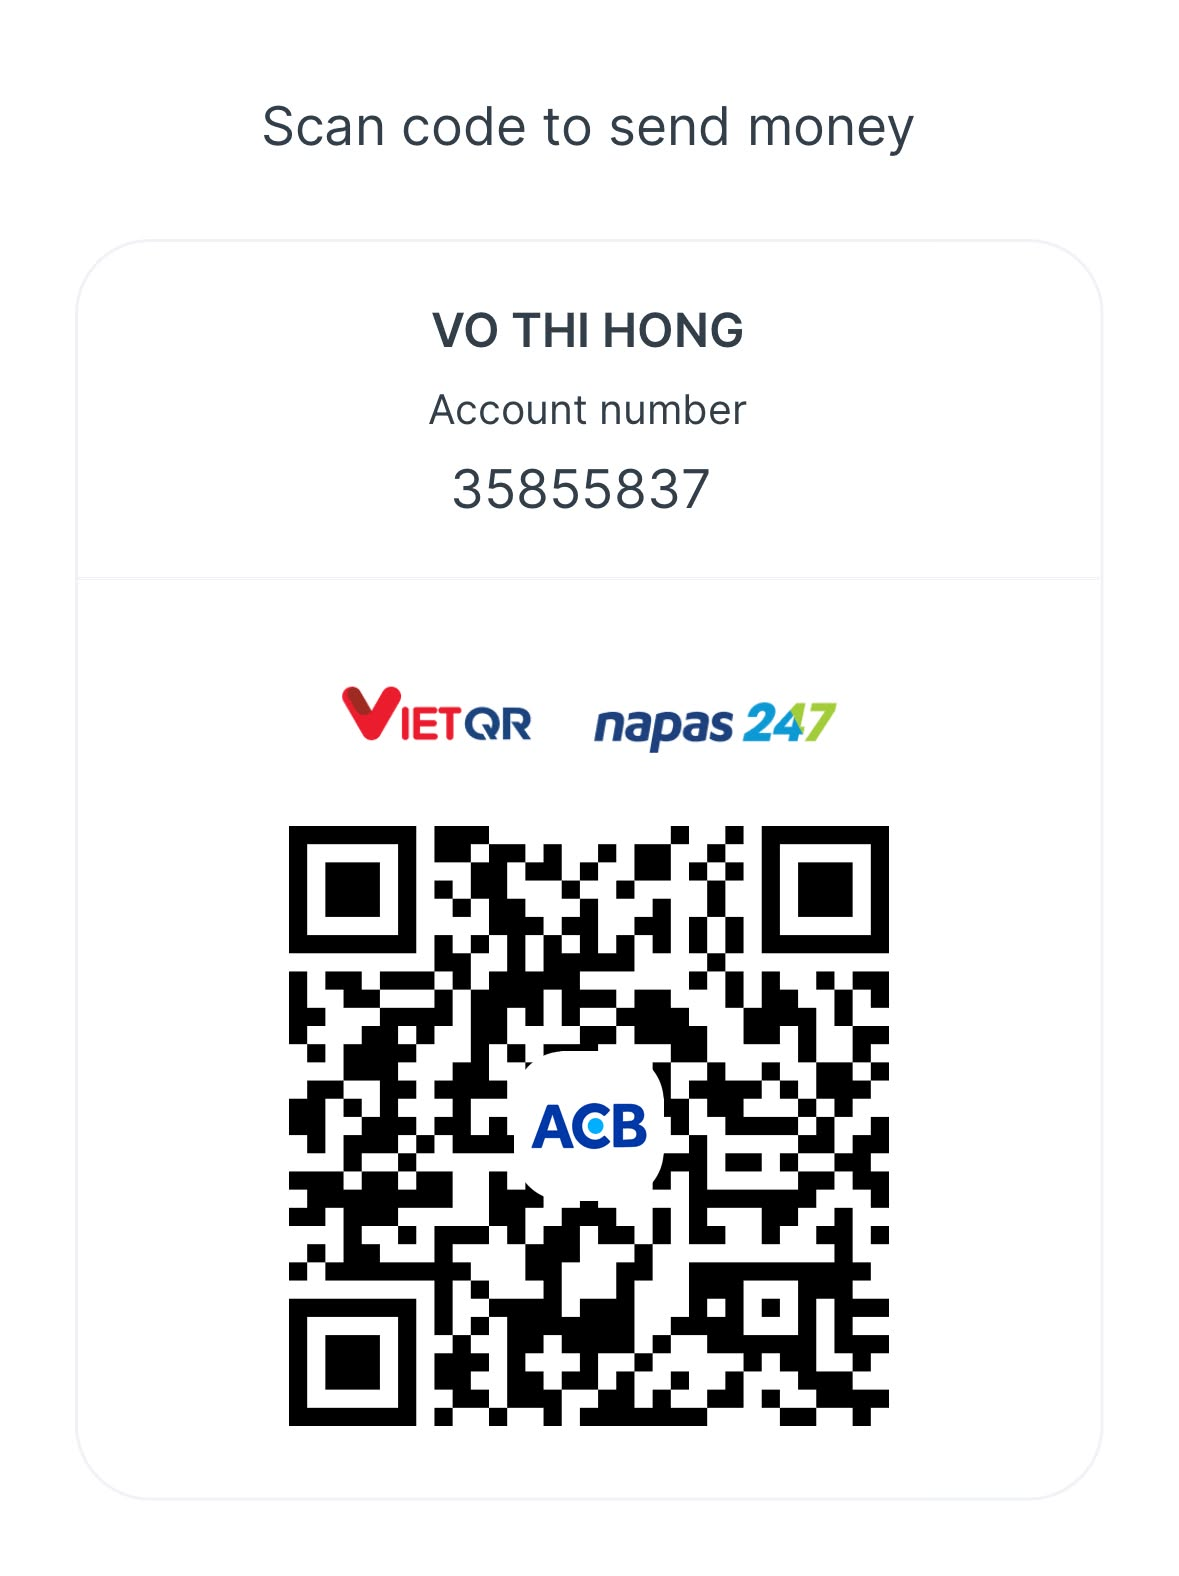 Scan code to send money
VO THI HONG
Account number
35855837
VIETQR napas 247
ACB